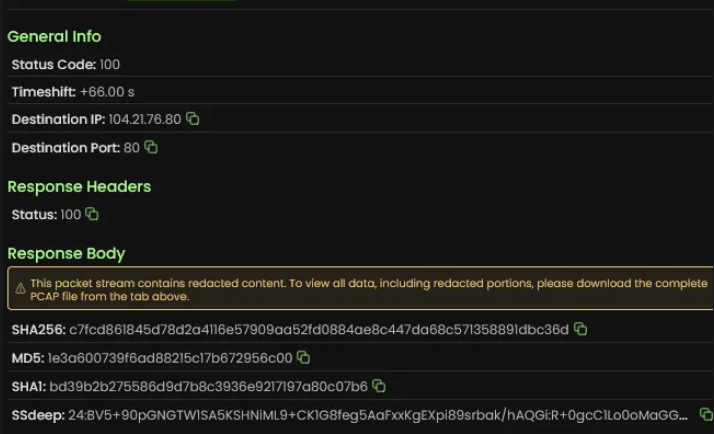 General Info
Status Code: 100
Timeshift: +66.00 s
Destination IP: 104.21.76.80
Destination Port: 80
Response Headers
Status: 100
Response Body
This packet stream contains redacted content. To view all data, including redacted portions, please download the complete
PCAP file from the tab above.
SHA256: c7fcd861845d78d2a4116e57909aa52fd0884ae8c447da68c571358891dbc36d
MD5: 1e3a600739f6ad88215c17b672956c00
SHA1: bd39b2b275586d9d7b8c3936e9217197a80c07b6
SSdeep: 24:BV5+90pGNGTW1SA5KSHNiML9+CK1G8feg5AaFxxKgEXpi89srbak/hAQGi:R+0gcC1Lo0oMaGG...